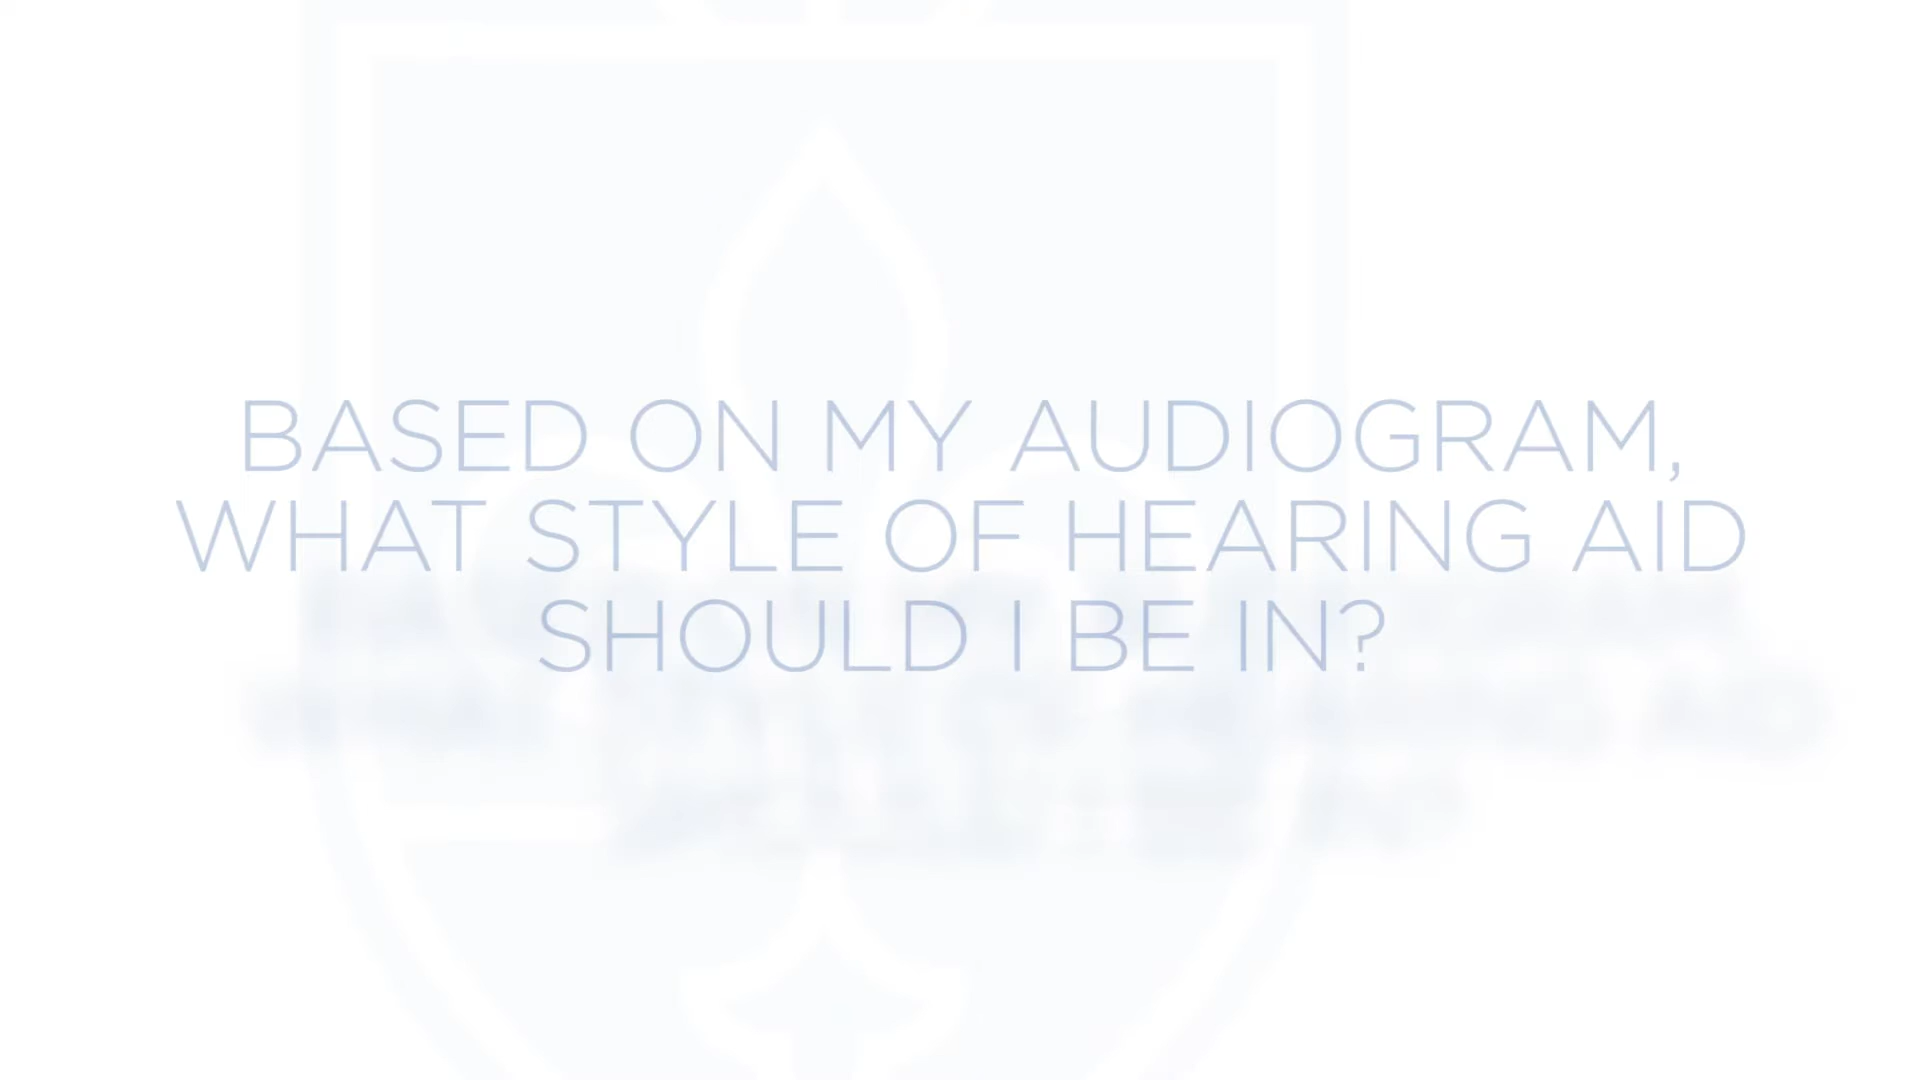 BASED ON MY AUDIOGRAM,
WHAT STYLE OF HEARING AID
SHOULD I BE IN?